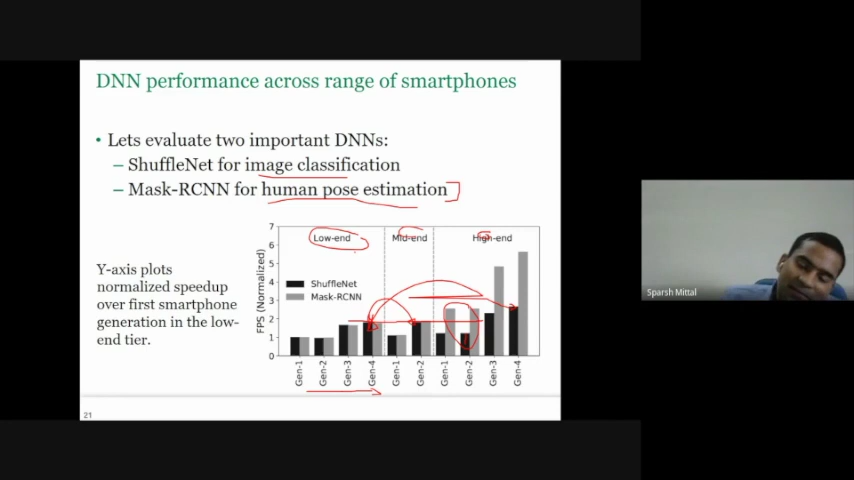 DNN performance across range of smartphones
• Lets evaluate two important DNNs:
– ShuffleNet for image classification
– Mask-RCNN for human pose estimation
Y-axis plots
normalized speedup
over first smartphone
generation in the low-
end tier.
FPS (Normalized)
7
6
5
4
3
2
1
0
Low-end
Mid-end
High-end
ShuffleNet
Mask-RCNN
Gen-1
Gen-2
Gen-3
Gen-4
Gen-1
Gen-2
Gen-1
Gen-2
Gen-3
Gen-4
21
Sparsh Mittal